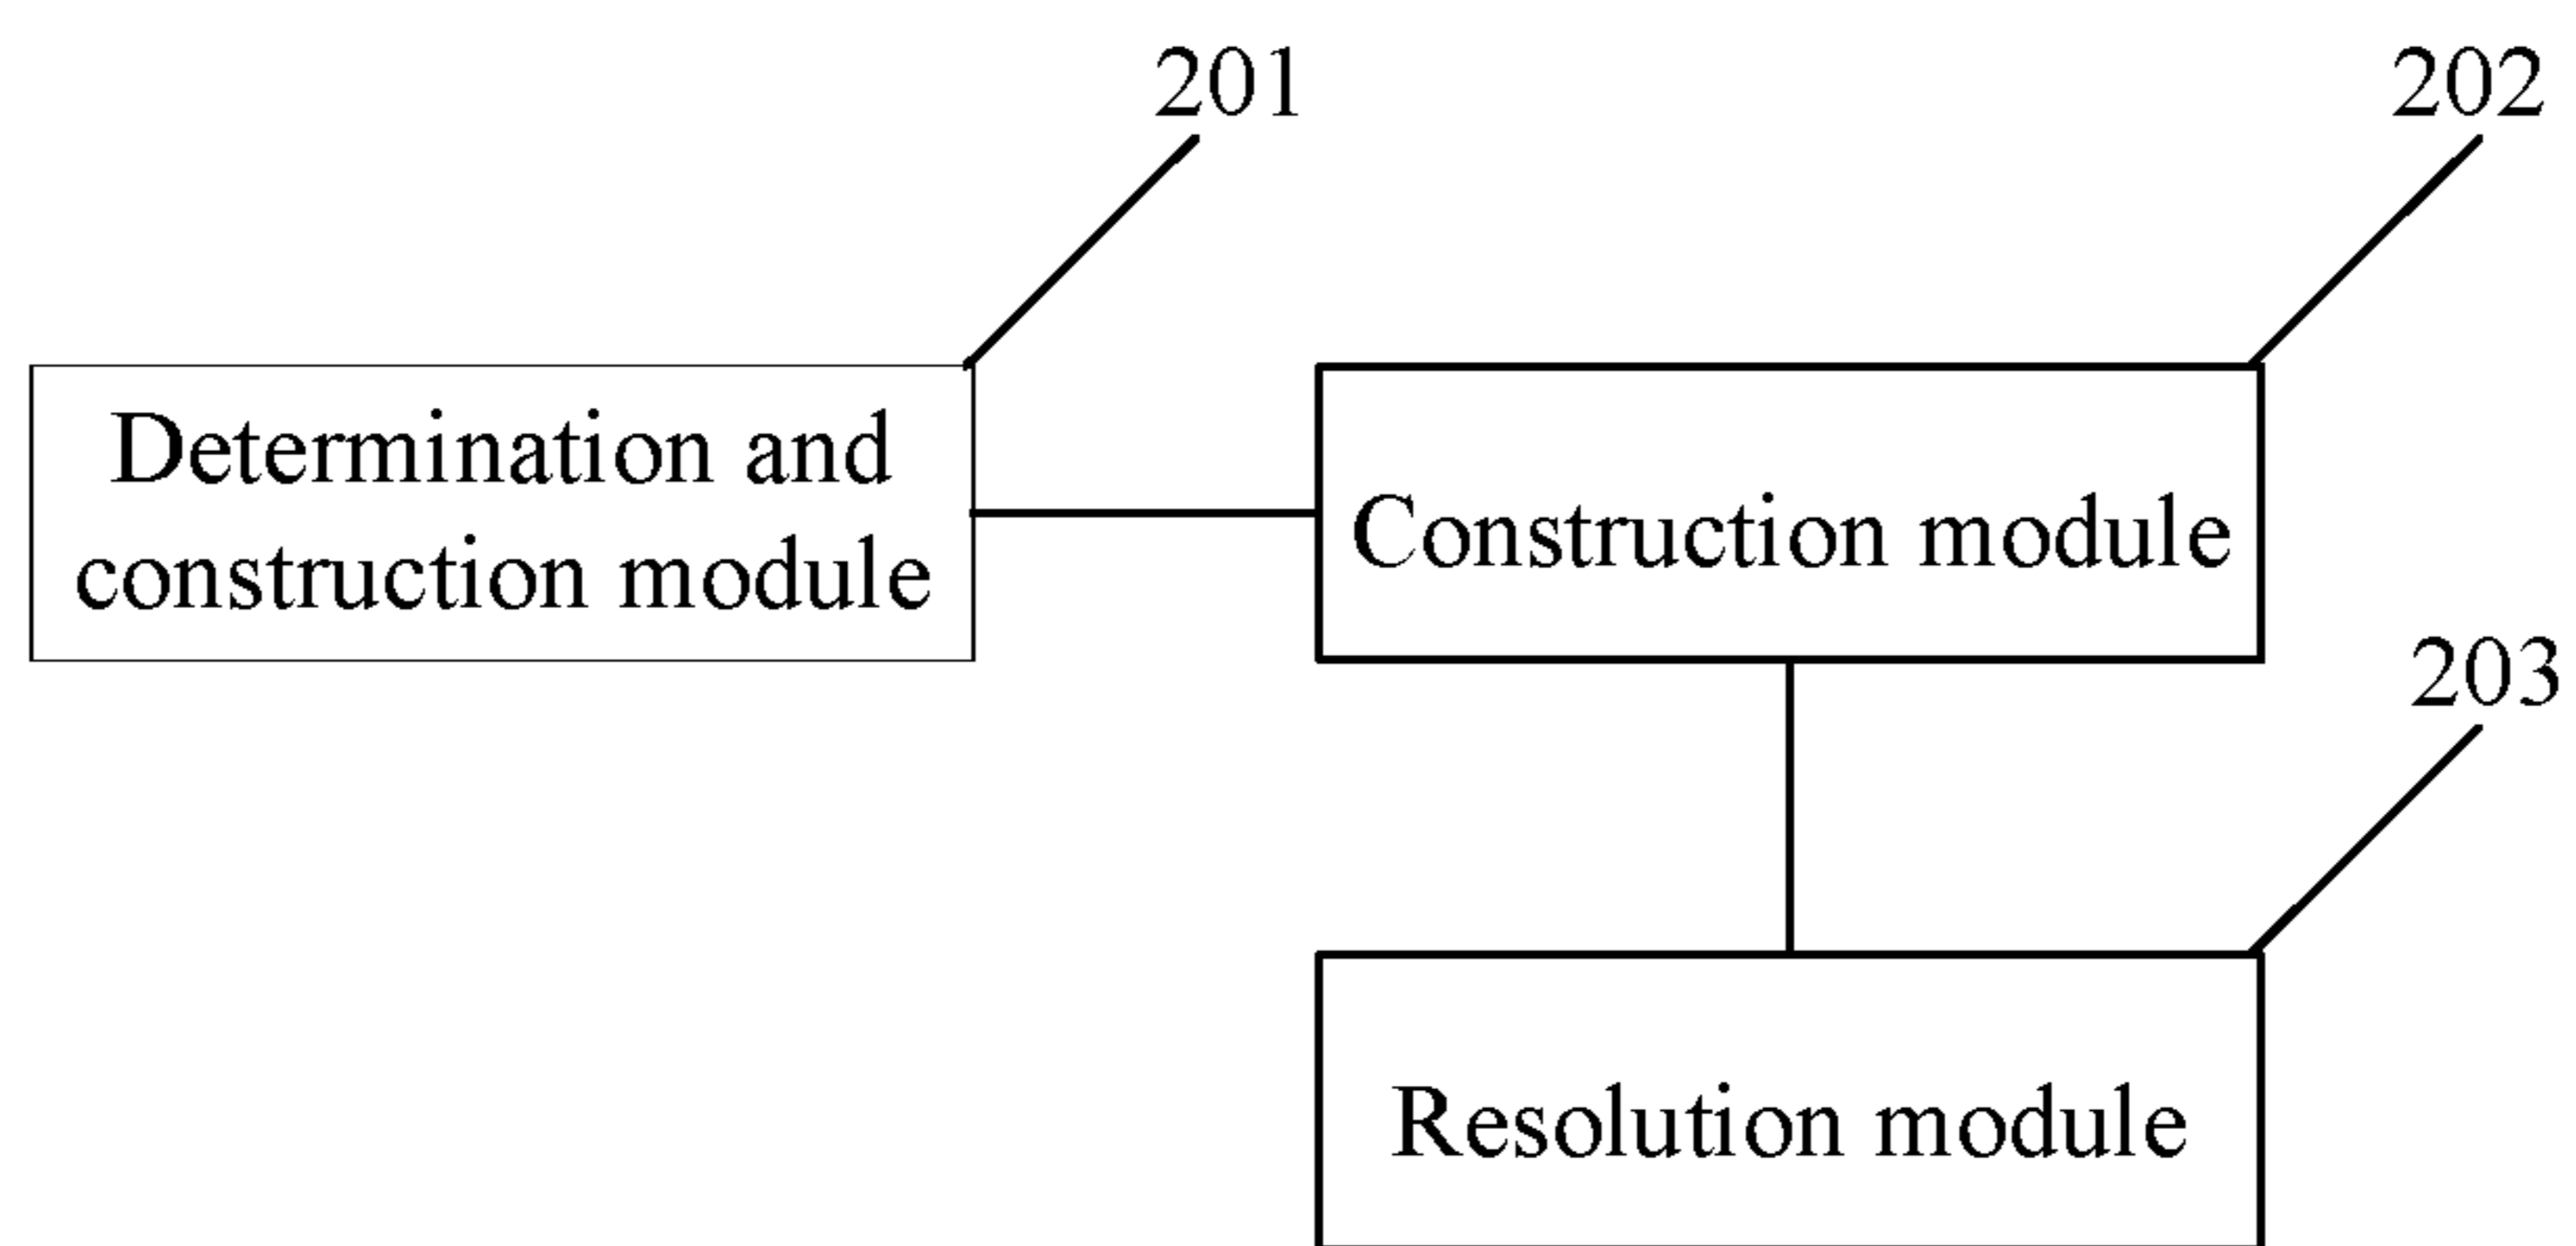 201
202
Determination and
construction module
Construction module
203
Resolution module